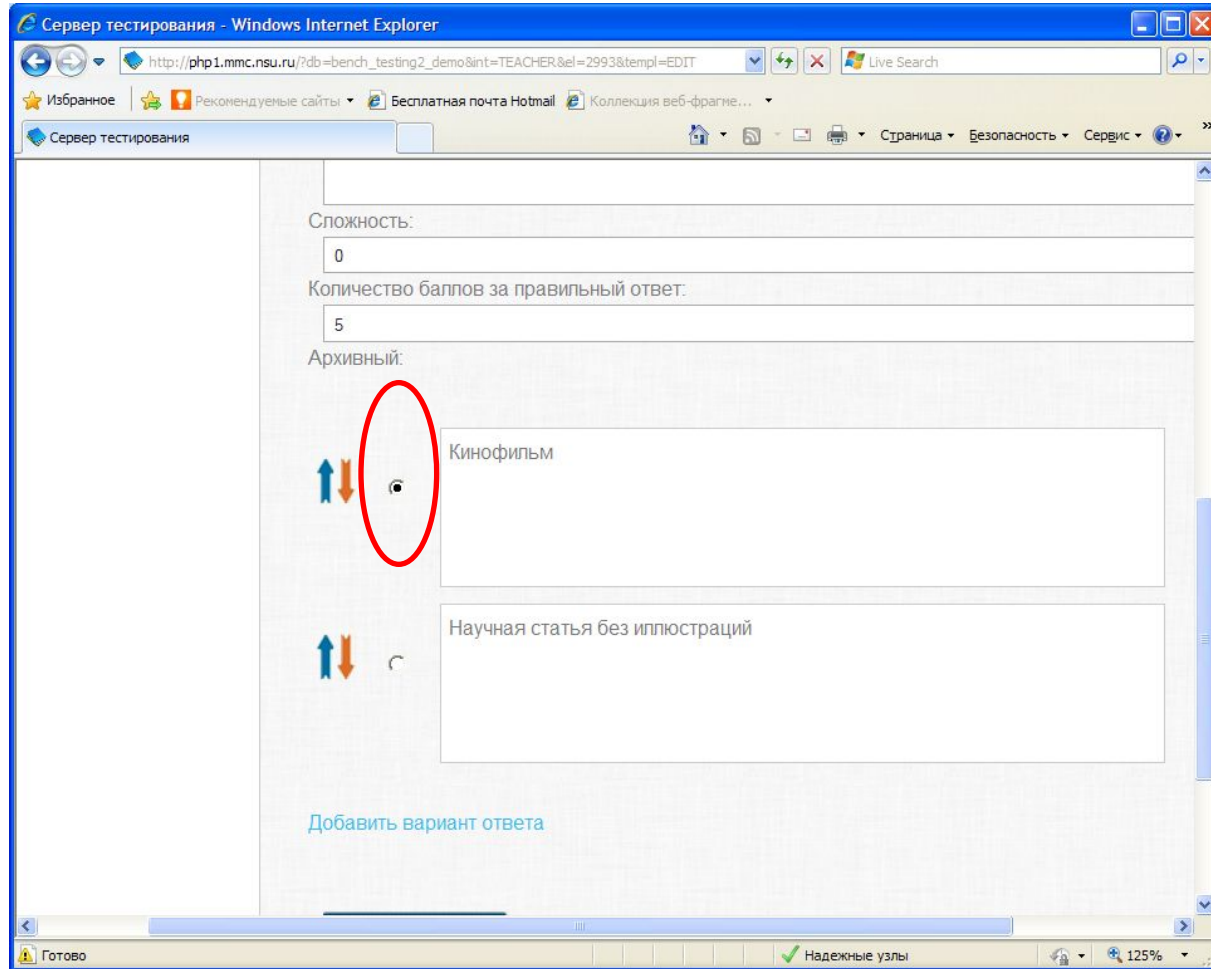 Сервер тестирования - Windows Internet Explorer
http://php1.mmc.nsu.ru/?db=bench_testing2_demo&int=TEACHER&el=2993&templ=EDIT
Live Search
Избранное Рекомендуемые сайты Бесплатная почта Hotmail Коллекция веб-фрагме...
Сервер тестирования Страница Безопасность Сервис »
Сложность:
0
Количество баллов за правильный ответ:
5
Архивный:
Кинофильм
Научная статья без иллюстраций
Добавить вариант ответа
Готово Надежные узлы 125%